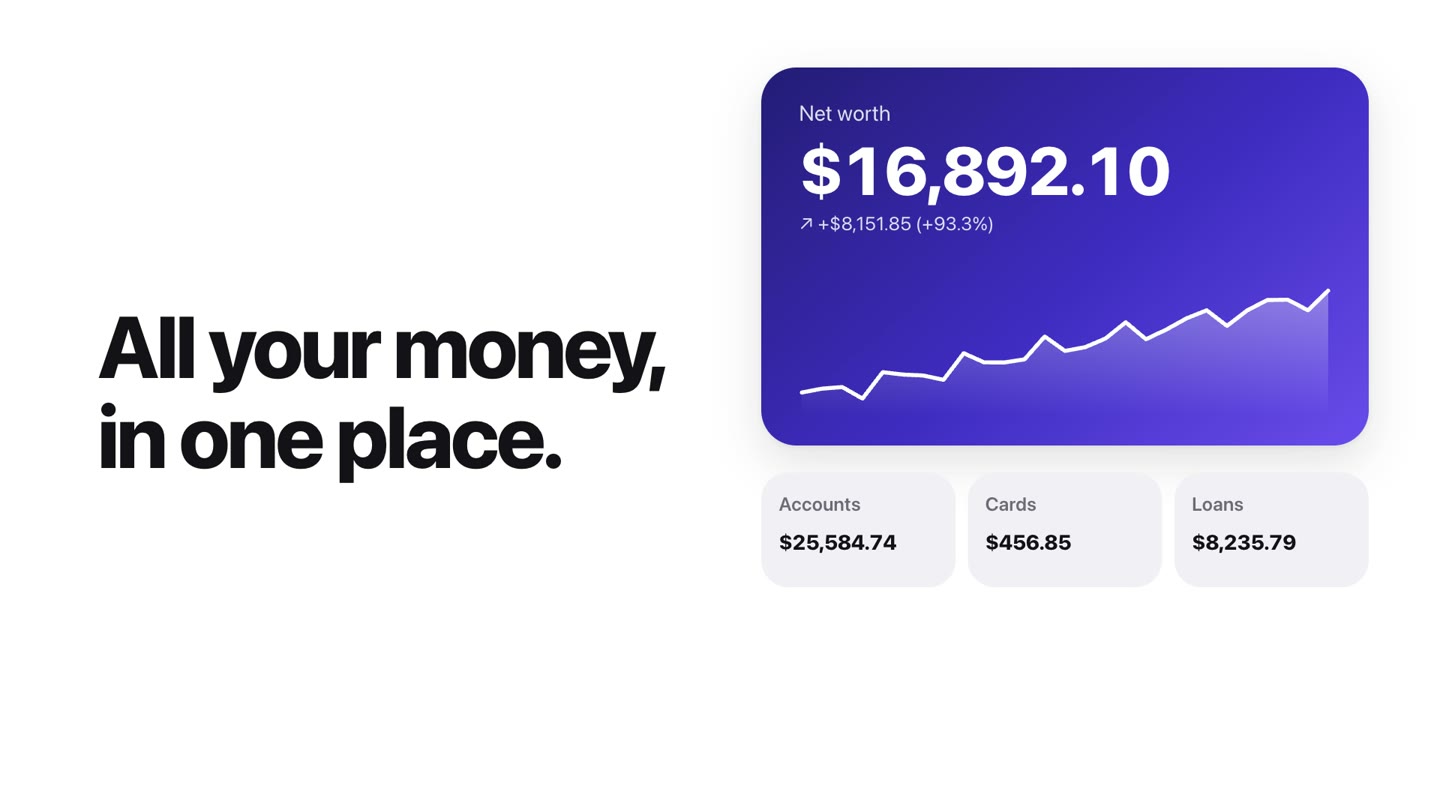 All your money,
in one place.
Net worth
$16,892.10
↗ +$8,151.85 (+93.3%)
Accounts
$25,584.74
Cards
$456.85
Loans
$8,235.79